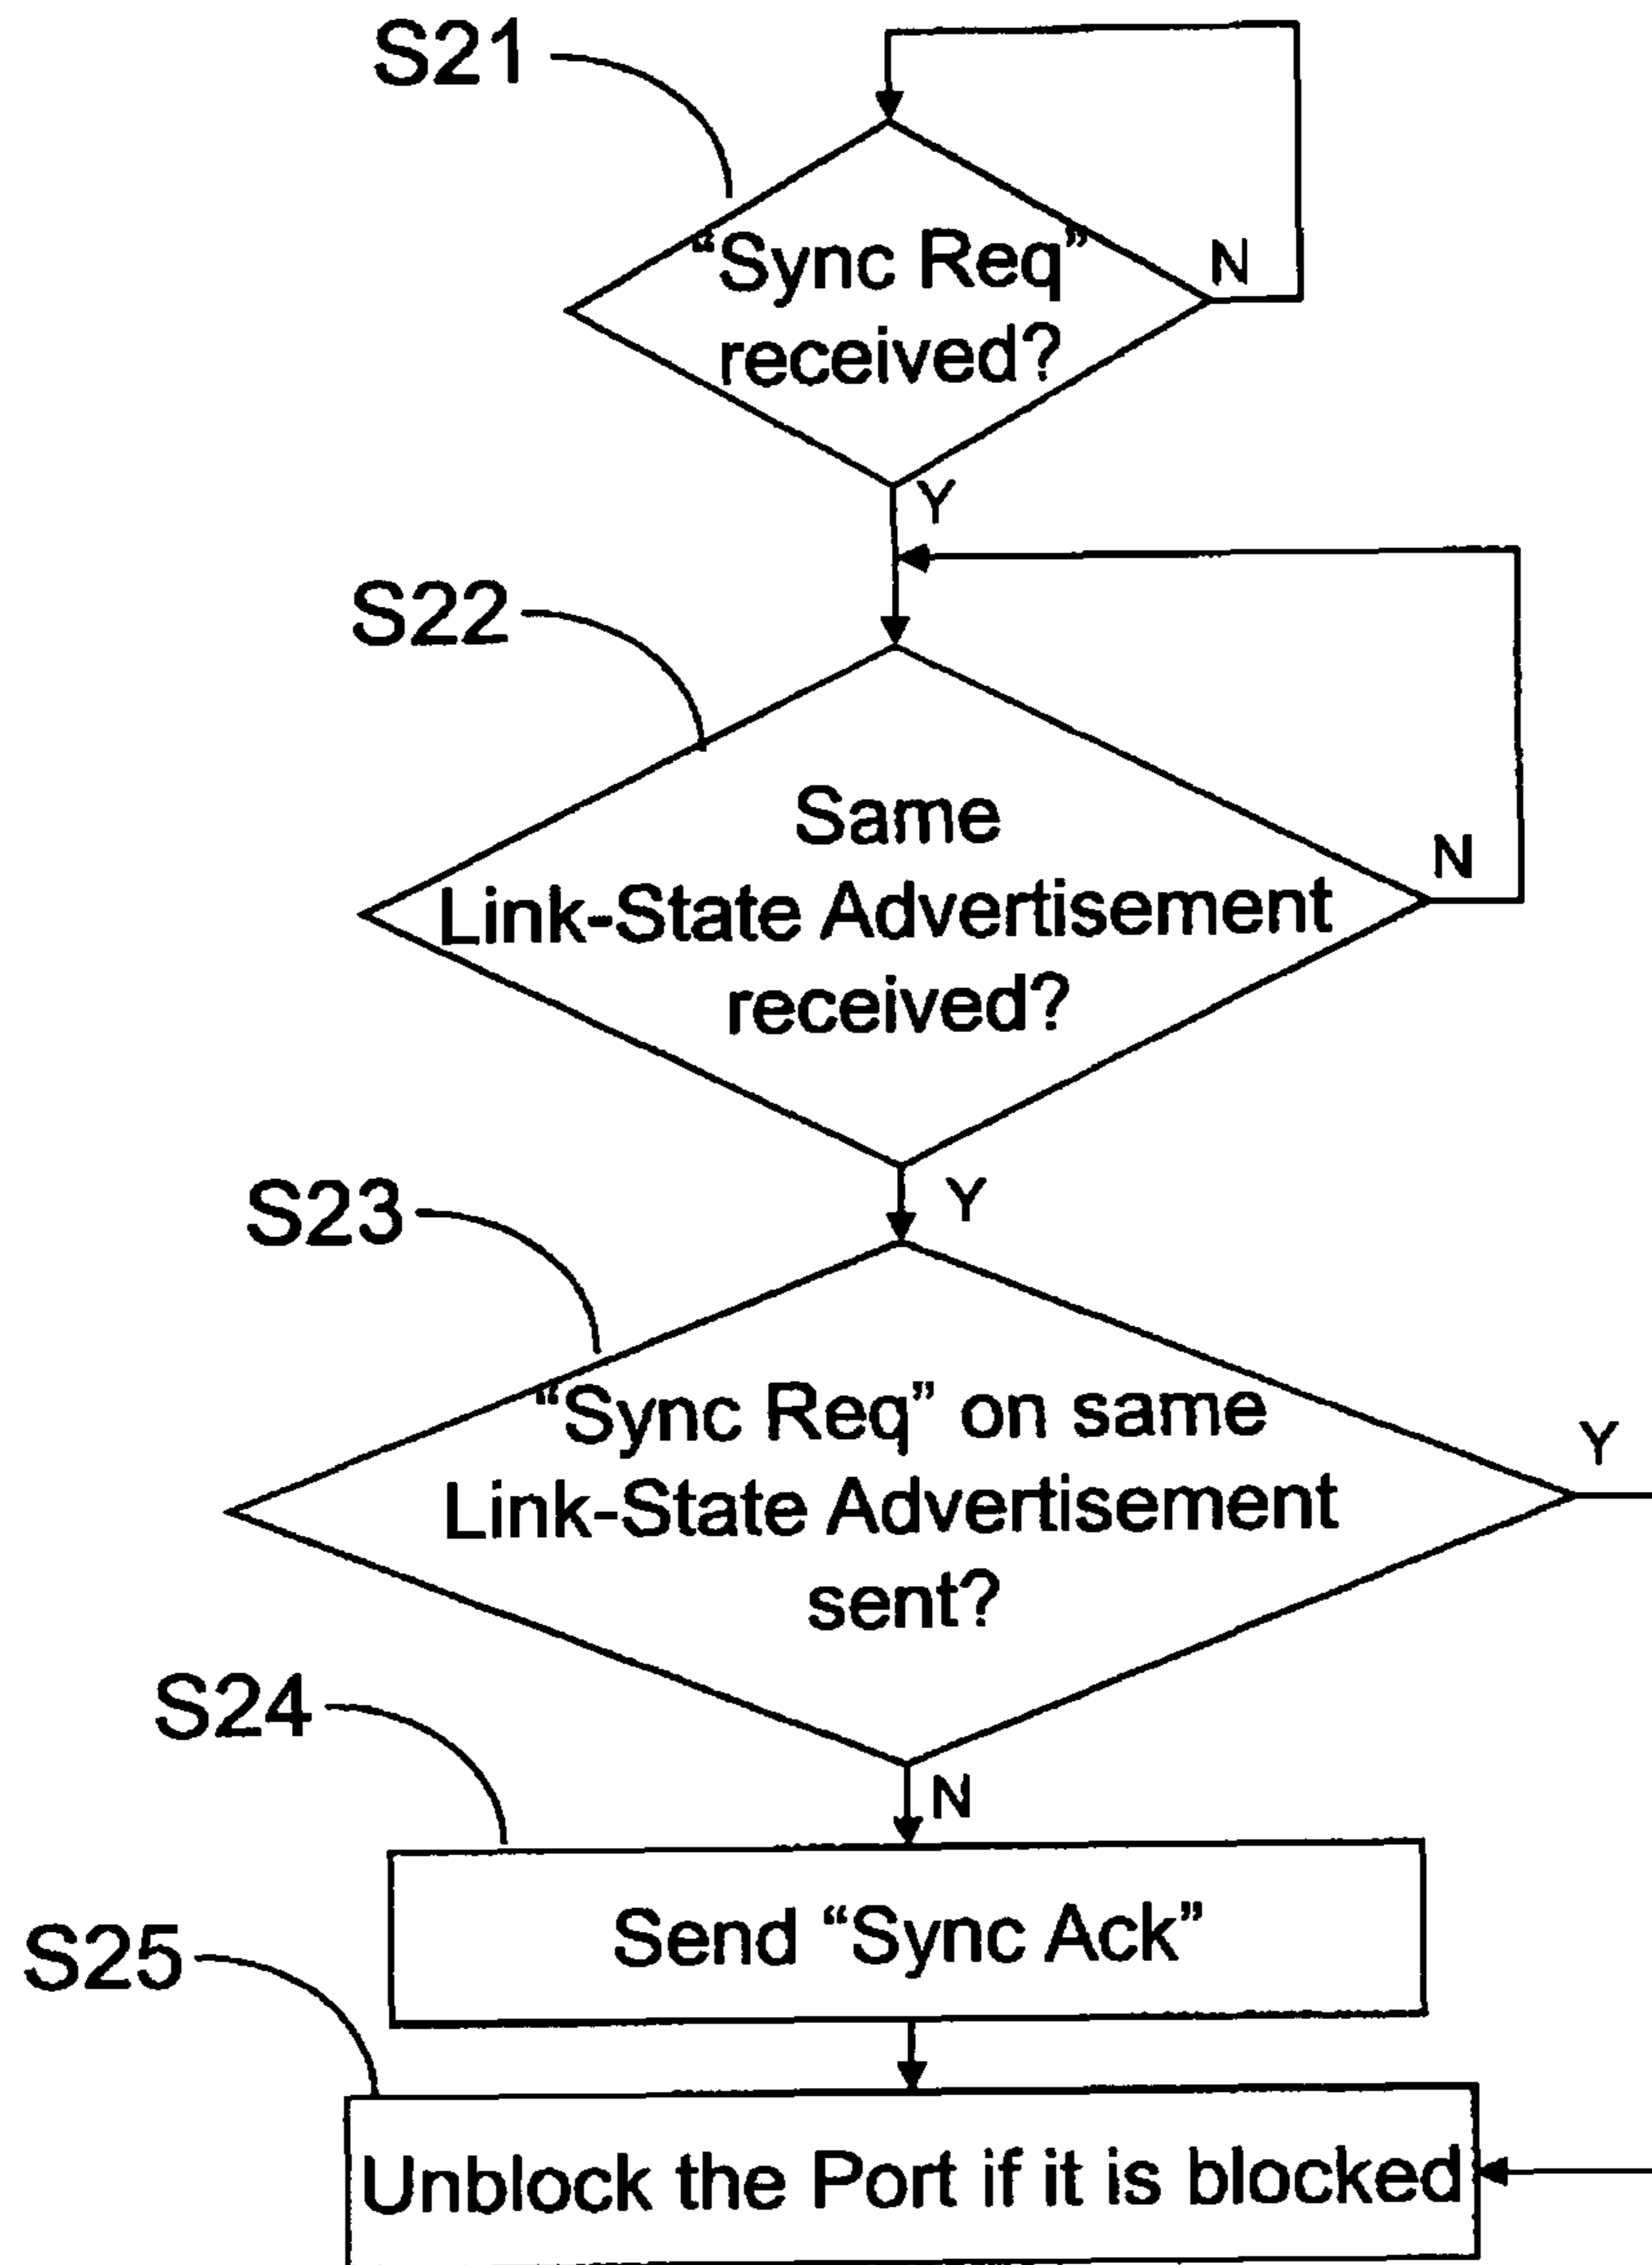 S21
“Sync Req”
received?
N
Y
S22
Same
Link-State Advertisement
received?
N
Y
S23
“Sync Req” on same
Link-State Advertisement
sent?
Y
N
S24
Send “Sync Ack”
S25
Unblock the Port if it is blocked